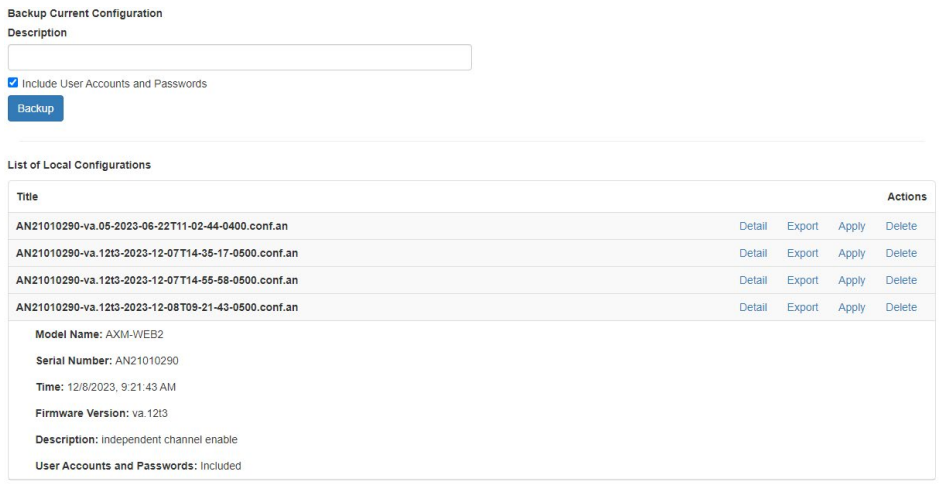 Backup Current Configuration
Description
Include User Accounts and Passwords
Backup
List of Local Configurations
Title Actions
AN21010290-va.05-2023-06-22T11-02-44-0400.conf.an Detail Export Apply Delete
AN21010290-va.12t3-2023-12-07T14-35-17-0500.conf.an Detail Export Apply Delete
AN21010290-va.12t3-2023-12-07T14-55-58-0500.conf.an Detail Export Apply Delete
AN21010290-va.12t3-2023-12-08T09-21-43-0500.conf.an Detail Export Apply Delete
Model Name: AXM-WEB2
Serial Number: AN21010290
Time: 12/8/2023, 9:21:43 AM
Firmware Version: va.12t3
Description: independent channel enable
User Accounts and Passwords: Included